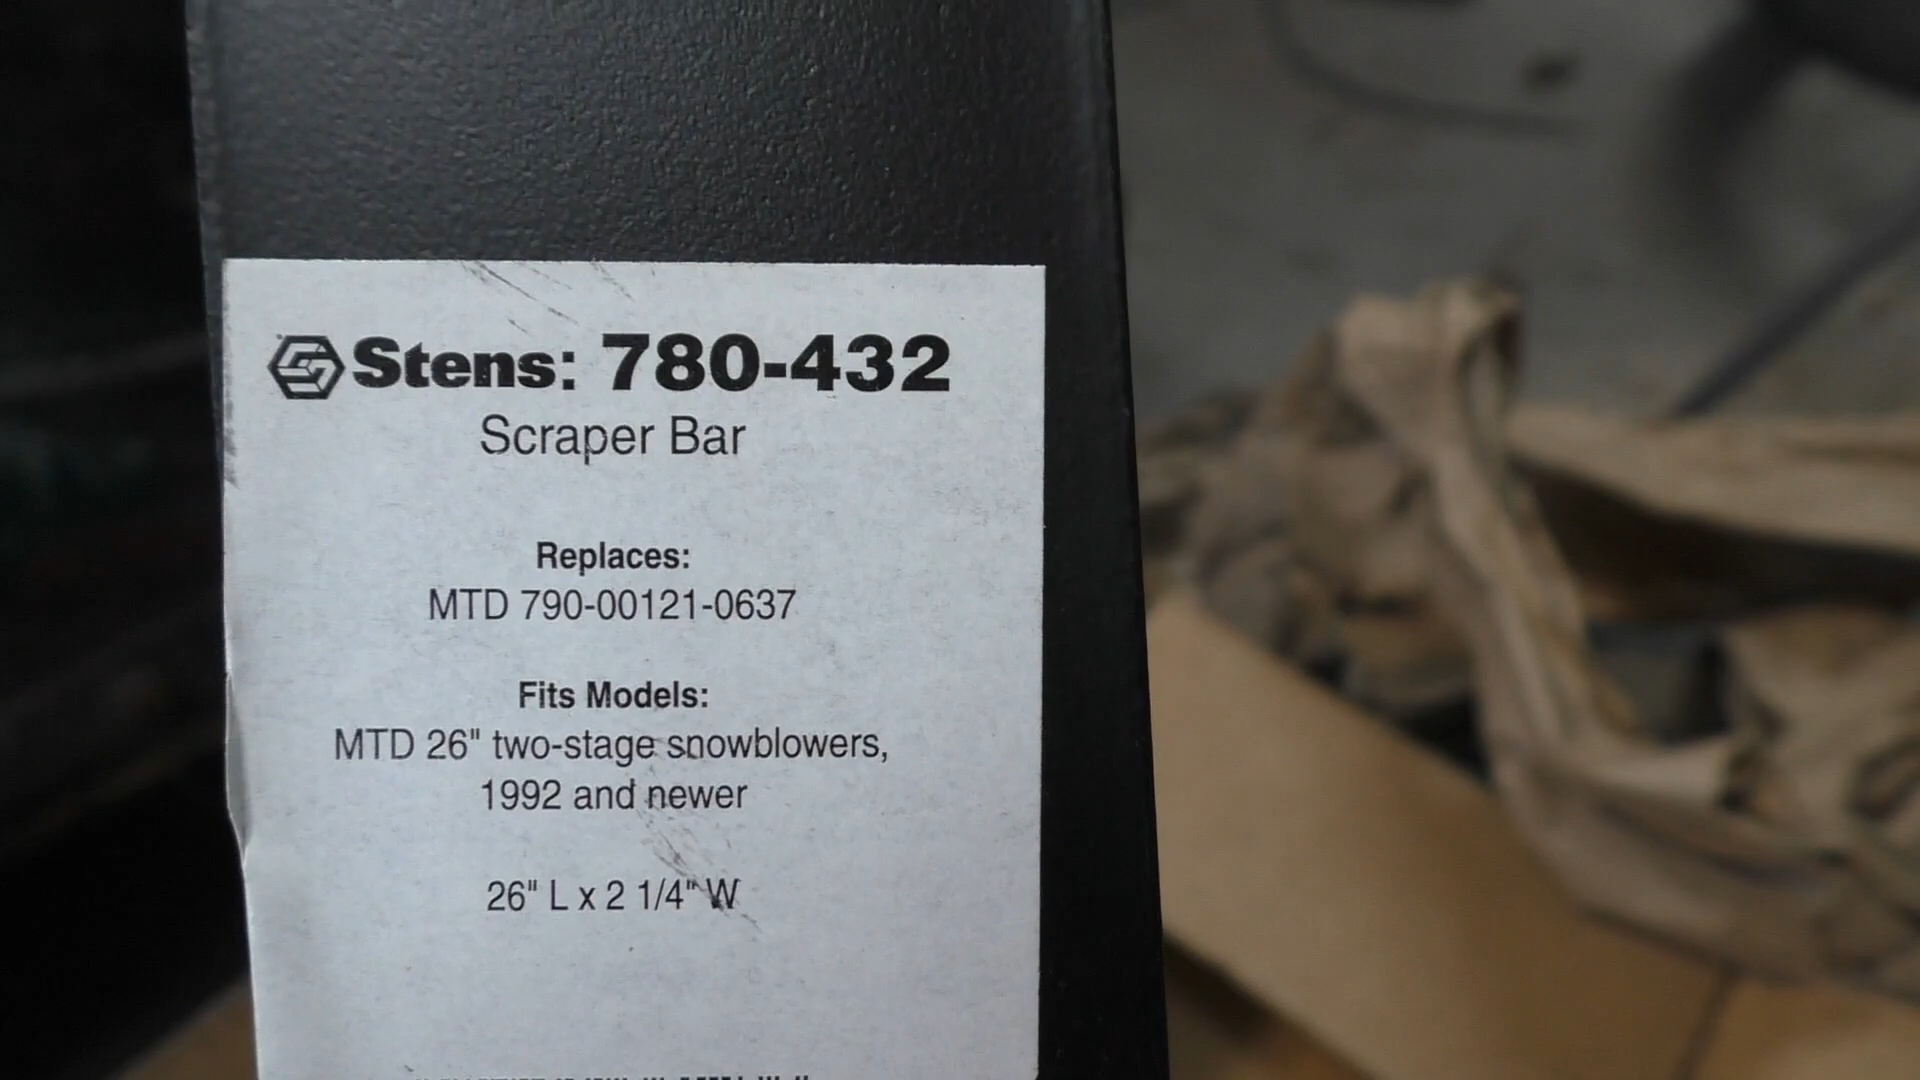 Stens: 780-432
Scraper Bar
Replaces:
MTD 790-00121-0637
Fits Models:
MTD 26" two-stage snowblowers,
1992 and newer
26" L x 2 1/4" W